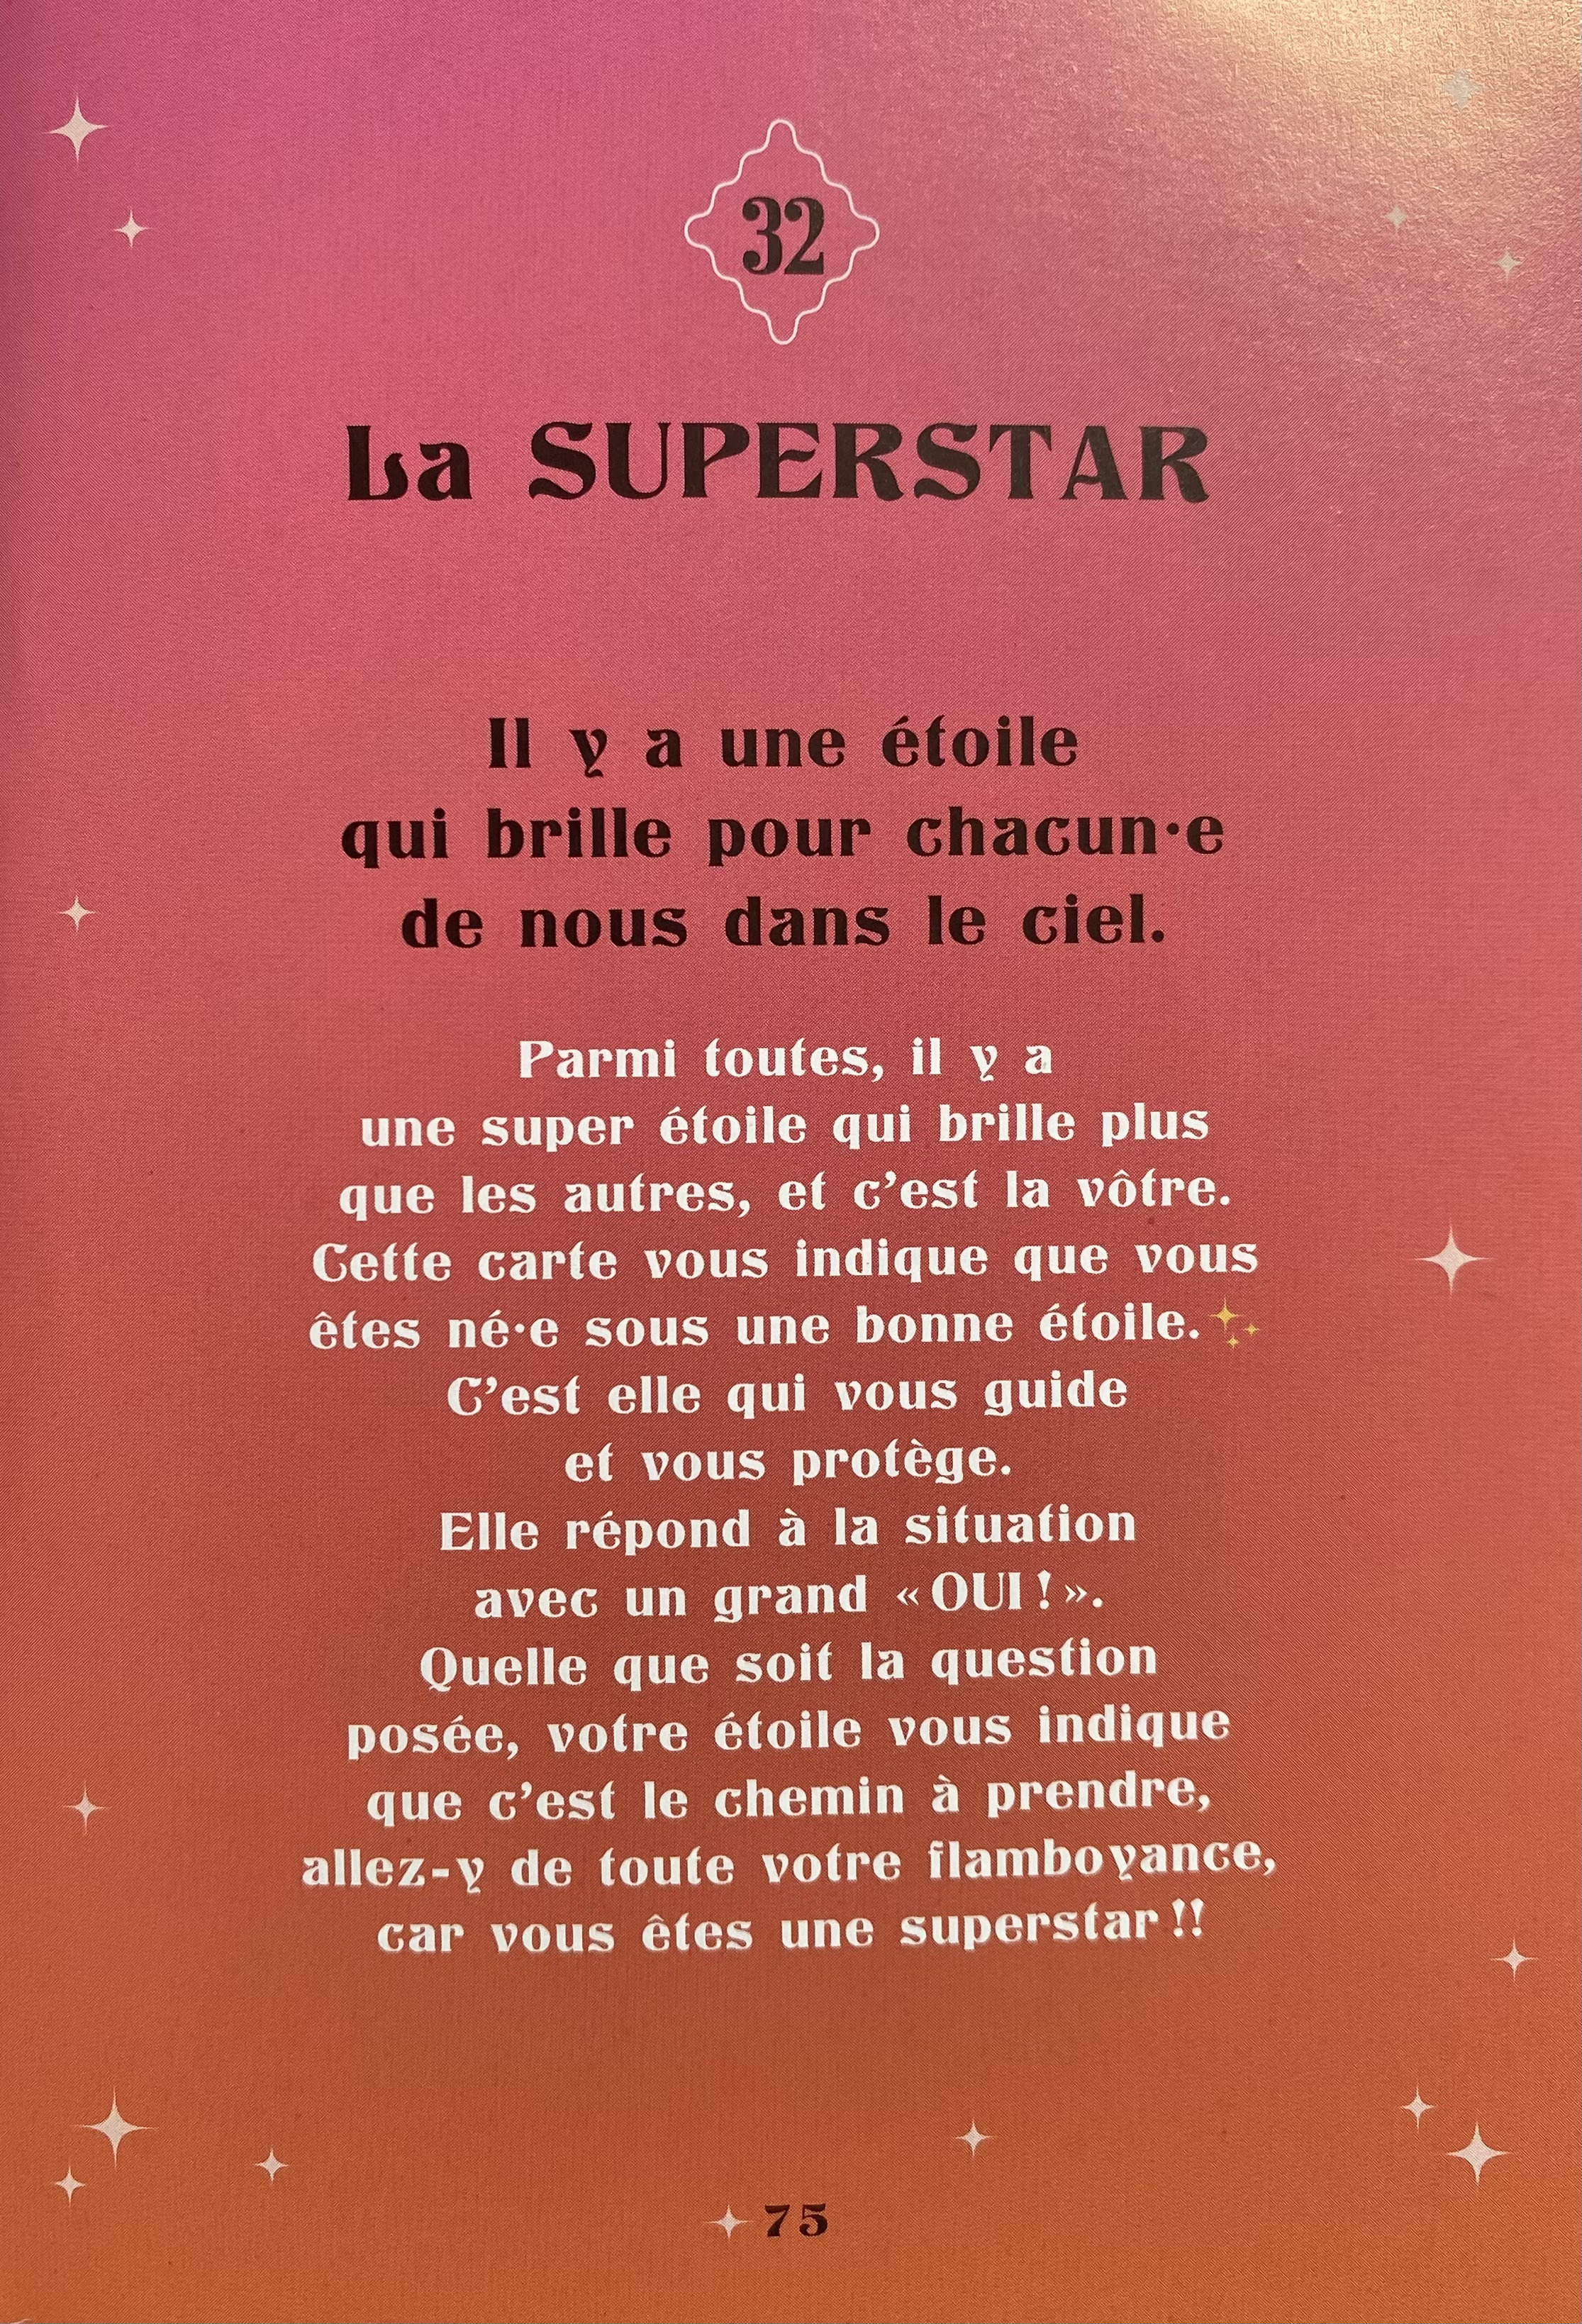 32
La SUPERSTAR
Il y a une étoile
qui brille pour chacun·e
de nous dans le ciel.
Parmi toutes, il y a
une super étoile qui brille plus
que les autres, et c’est la vôtre.
Cette carte vous indique que vous
êtes né·e sous une bonne étoile.
C’est elle qui vous guide
et vous protège.
Elle répond à la situation
avec un grand « OUI ! ».
Quelle que soit la question
posée, votre étoile vous indique
que c’est le chemin à prendre,
allez-y de toute votre flamboyance,
car vous êtes une superstar !!
75